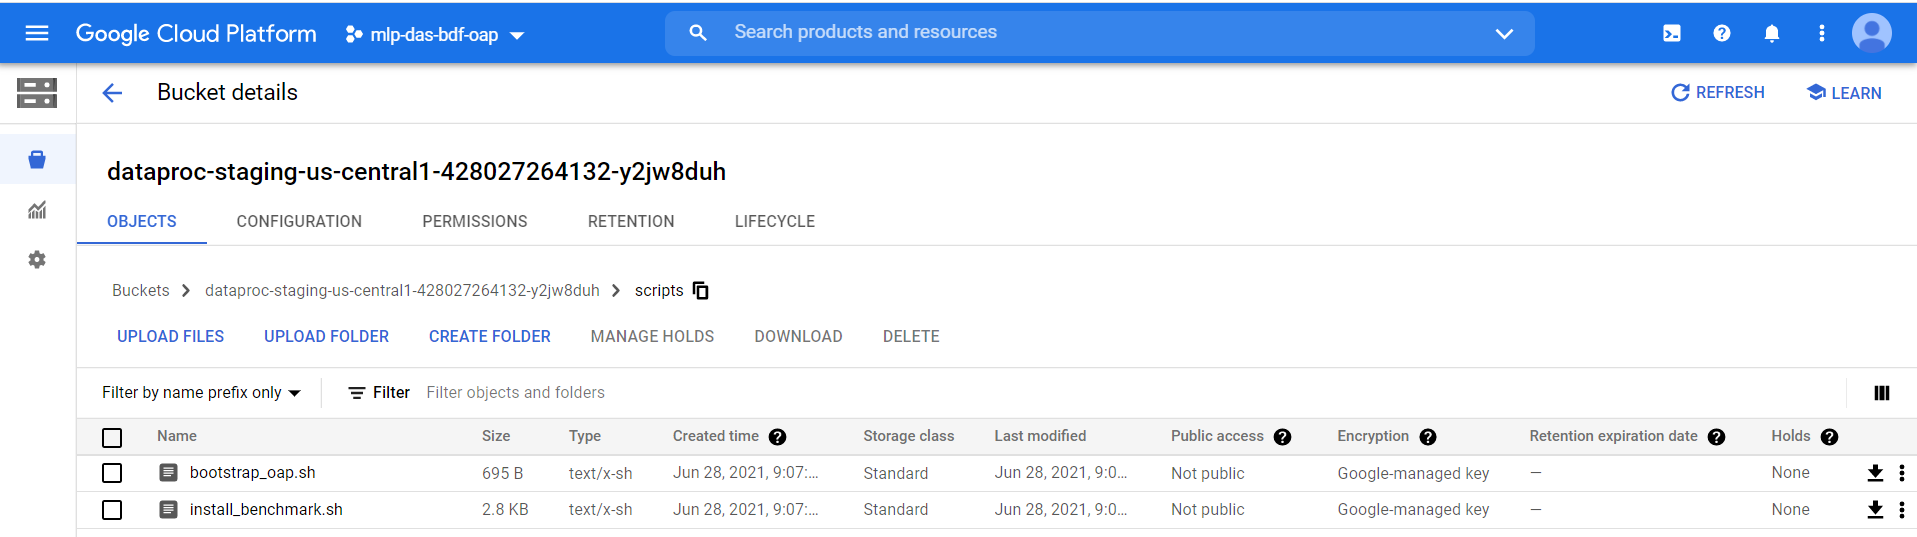 Google Cloud Platform mlp-das-bdf-oap Search products and resources
Bucket details REFRESH LEARN
dataproc-staging-us-central1-428027264132-y2jw8duh
OBJECTS CONFIGURATION PERMISSIONS RETENTION LIFECYCLE
Buckets > dataproc-staging-us-central1-428027264132-y2jw8duh > scripts
UPLOAD FILES UPLOAD FOLDER CREATE FOLDER MANAGE HOLDS DOWNLOAD DELETE
Filter by name prefix only Filter Filter objects and folders
Name Size Type Created time Storage class Last modified Public access Encryption Retention expiration date Holds
bootstrap_oap.sh 695 B text/x-sh Jun 28, 2021, 9:07:... Standard Jun 28, 2021, 9:0... Not public Google-managed key — None
install_benchmark.sh 2.8 KB text/x-sh Jun 28, 2021, 9:07:... Standard Jun 28, 2021, 9:0... Not public Google-managed key — None